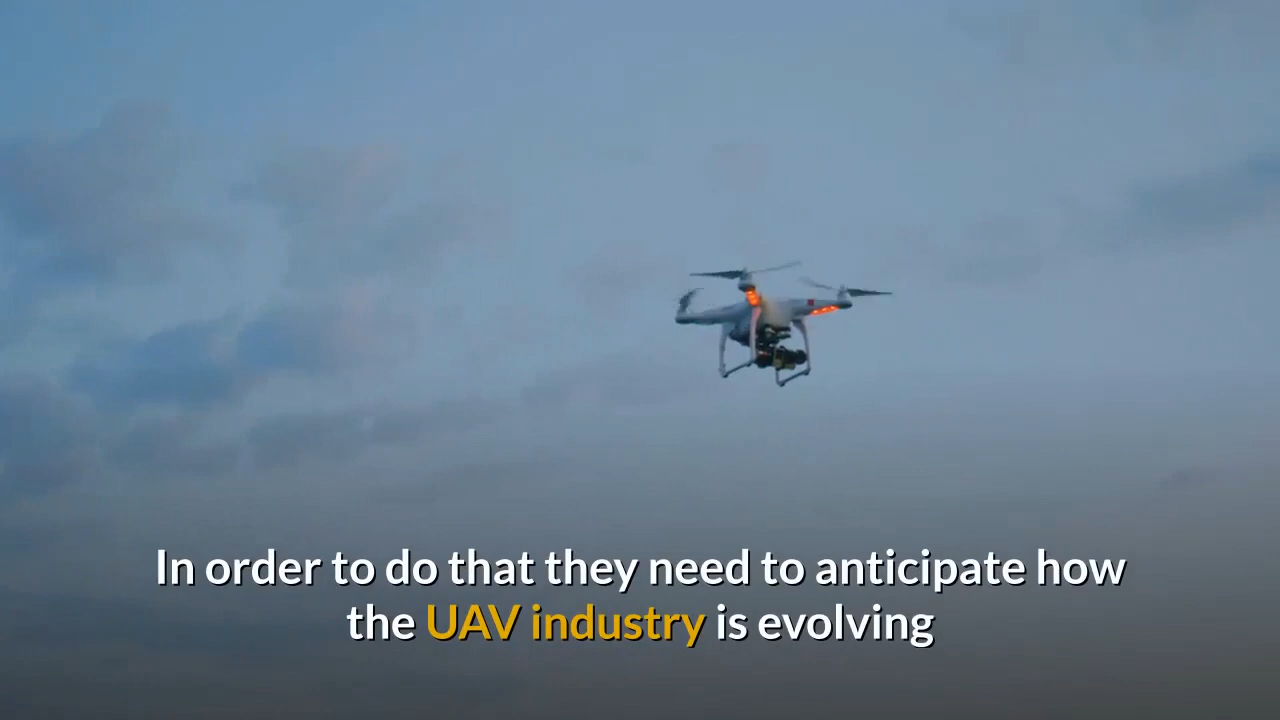 In order to do that they need to anticipate how
the UAV industry is evolving